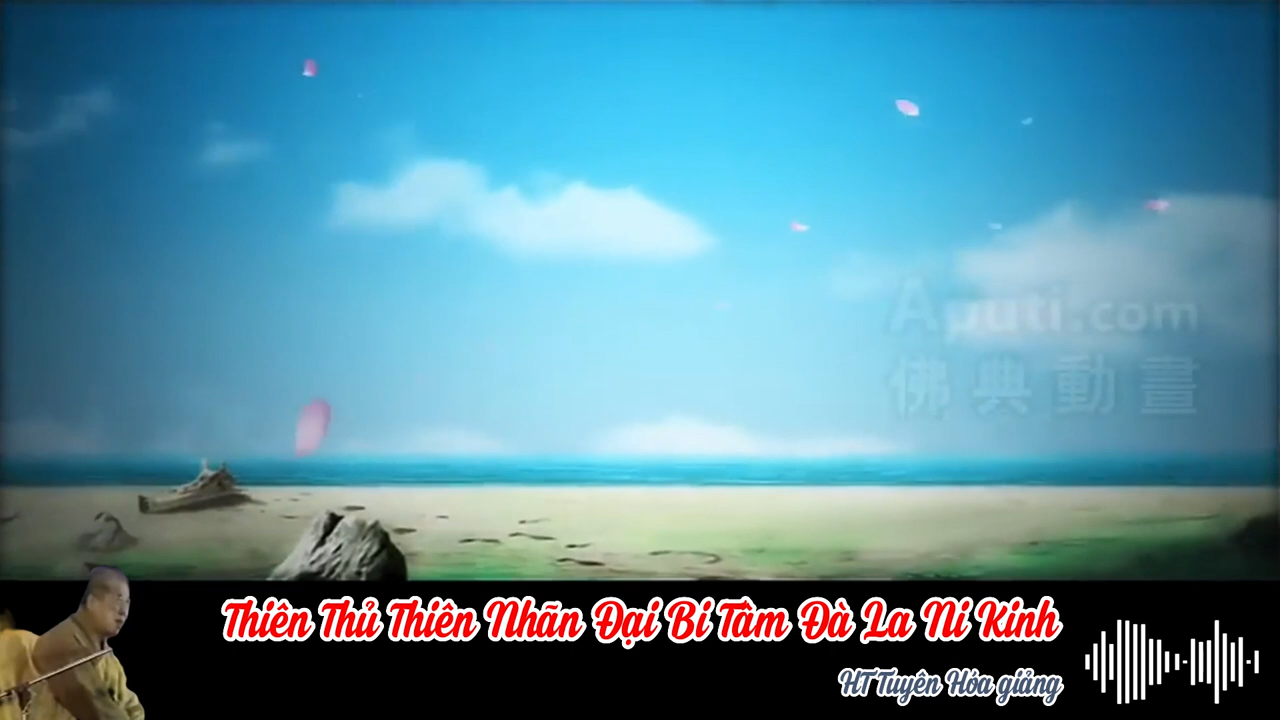 Aputi.com
佛典動畫
Thiên Thủ Thiên Nhãn Đại Bi Tâm Đà La Ni Kinh
HT Tuyên Hóa giảng